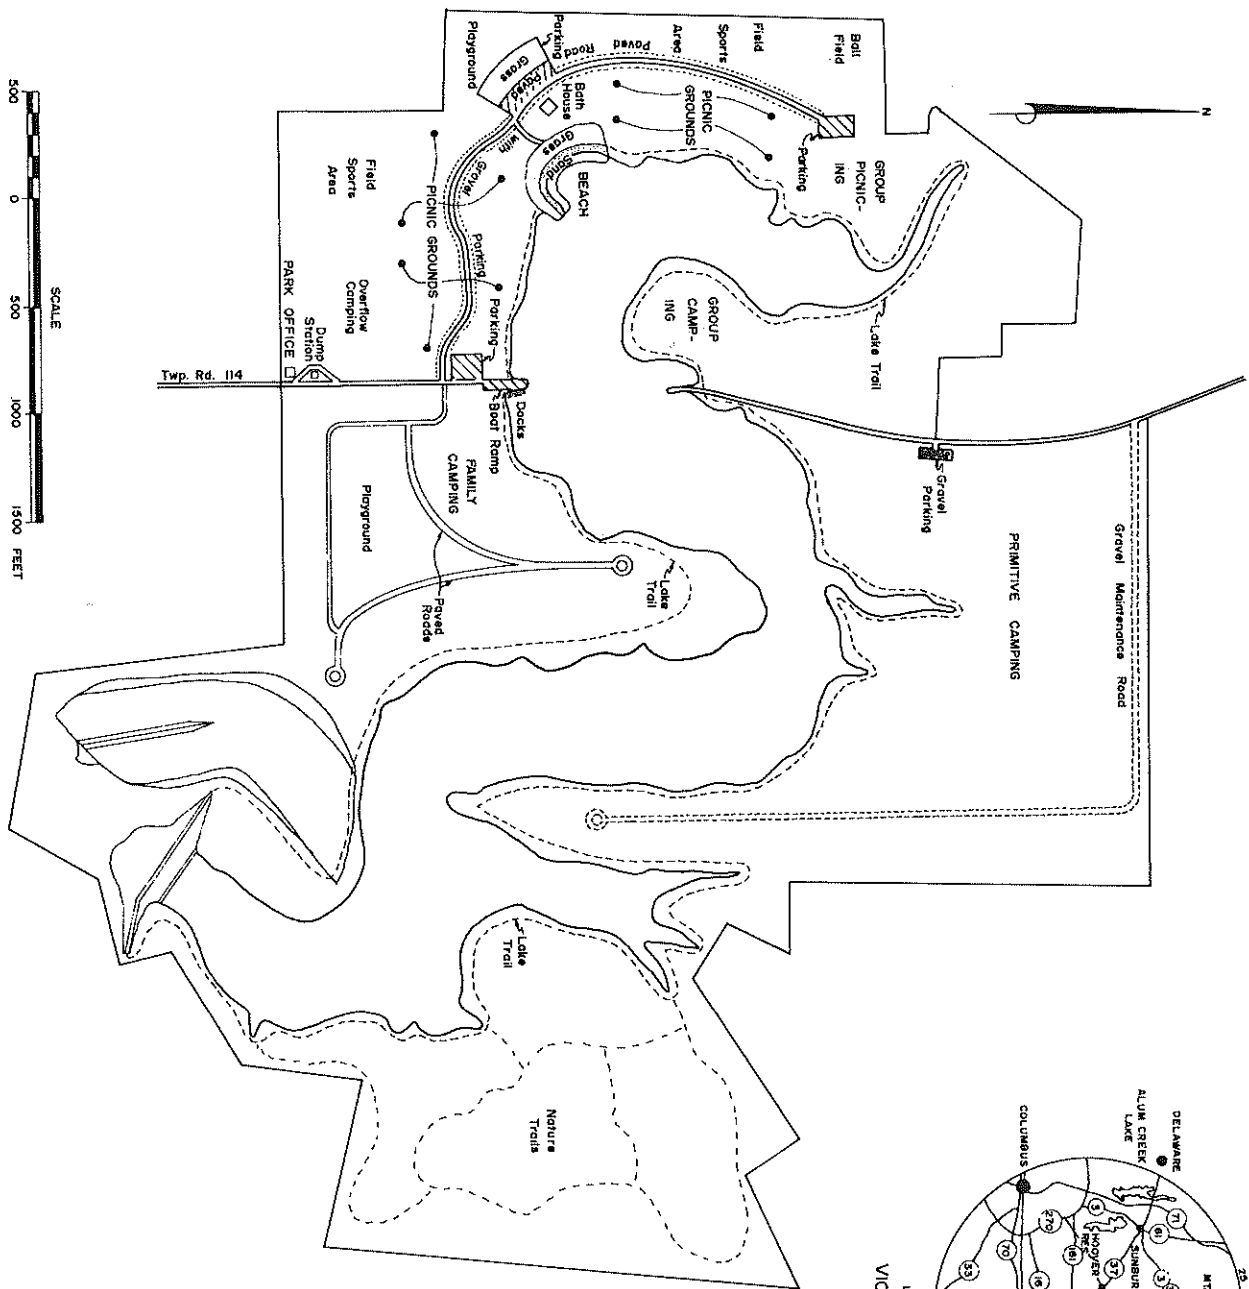 N
Ball
Field
Field
Sports
Area
Paved
Road
Parking
Grass
Paved
Playground
Bath
House
PICNIC
GROUNDS
Parking
GROUP
PICNIC-
ING
Grass
Sand
BEACH
with
Gravel
Parking
PICNIC GROUNDS
Field
Sports
Area
Overflow
Camping
PARK OFFICE
Dump
Station
Twp. Rd. 114
Parking
Docks
Boat Ramp
GROUP
CAMP-
ING
Lake Trail
Gravel
Parking
PRIMITIVE CAMPING
Gravel Maintenance Road
FAMILY
CAMPING
Playground
Paved
Roads
Lake
Trail
Lake
Trail
Nature
Trails
SCALE
500 0 500 1000 1500 FEET
DELAWARE
ALUM CREEK
LAKE
COLUMBUS
71
61
3
270
HOOVER
RES.
SUNBUR
161
37
3
70
16
33
VIC